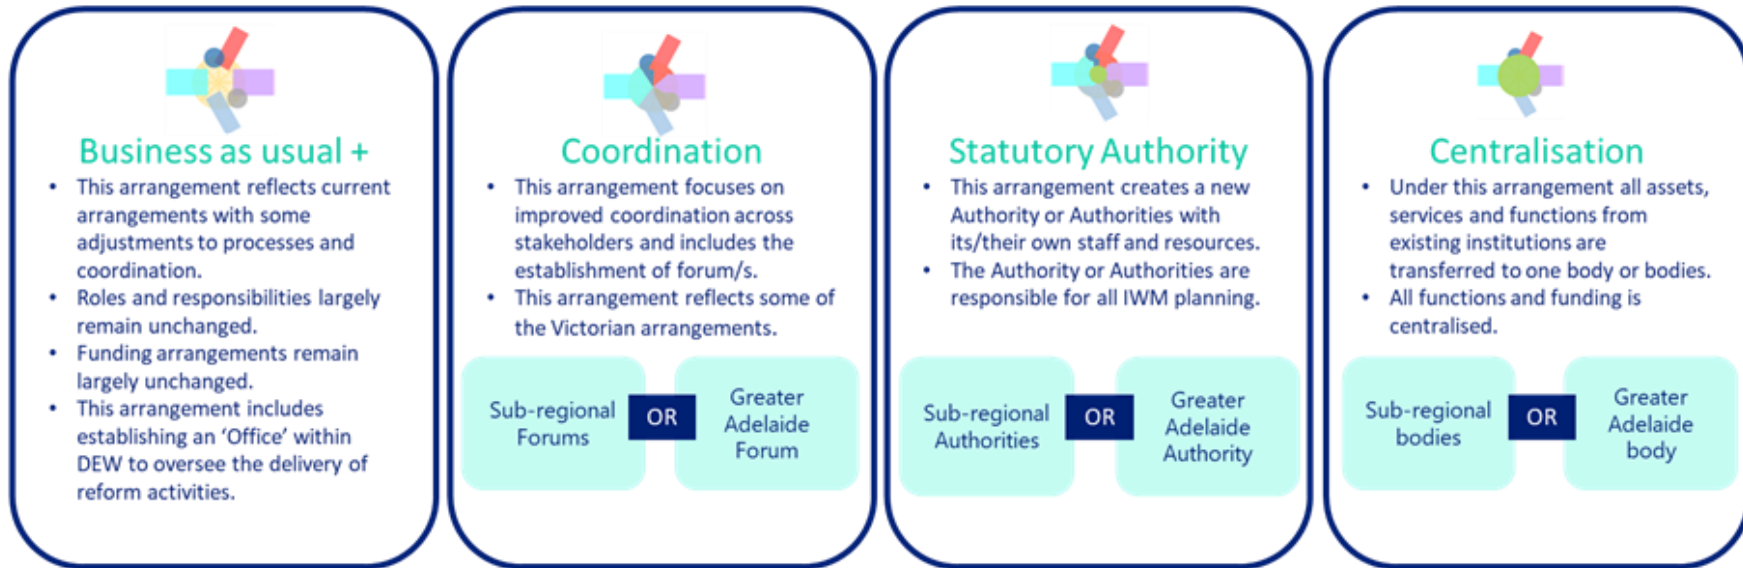 Business as usual +
• This arrangement reflects current
arrangements with some
adjustments to processes and
coordination.
• Roles and responsibilities largely
remain unchanged.
• Funding arrangements remain
largely unchanged.
• This arrangement includes
establishing an ‘Office’ within
DEW to oversee the delivery of
reform activities.
Coordination
• This arrangement focuses on
improved coordination across
stakeholders and includes the
establishment of forum/s.
• This arrangement reflects some of
the Victorian arrangements.
Sub-regional
Forums
OR
Greater
Adelaide
Forum
Statutory Authority
• This arrangement creates a new
Authority or Authorities with
its/their own staff and resources.
• The Authority or Authorities are
responsible for all IWM planning.
Sub-regional
Authorities
OR
Greater
Adelaide
Authority
Centralisation
• Under this arrangement all assets,
services and functions from
existing institutions are
transferred to one body or bodies.
• All functions and funding is
centralised.
Sub-regional
bodies
OR
Greater
Adelaide
body